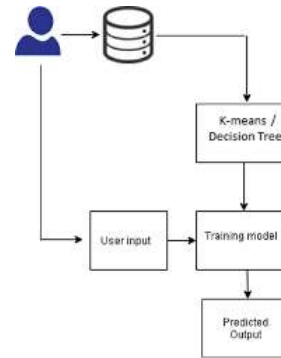 K-means /
Decision Tree
User input
Training model
Predicted
Output